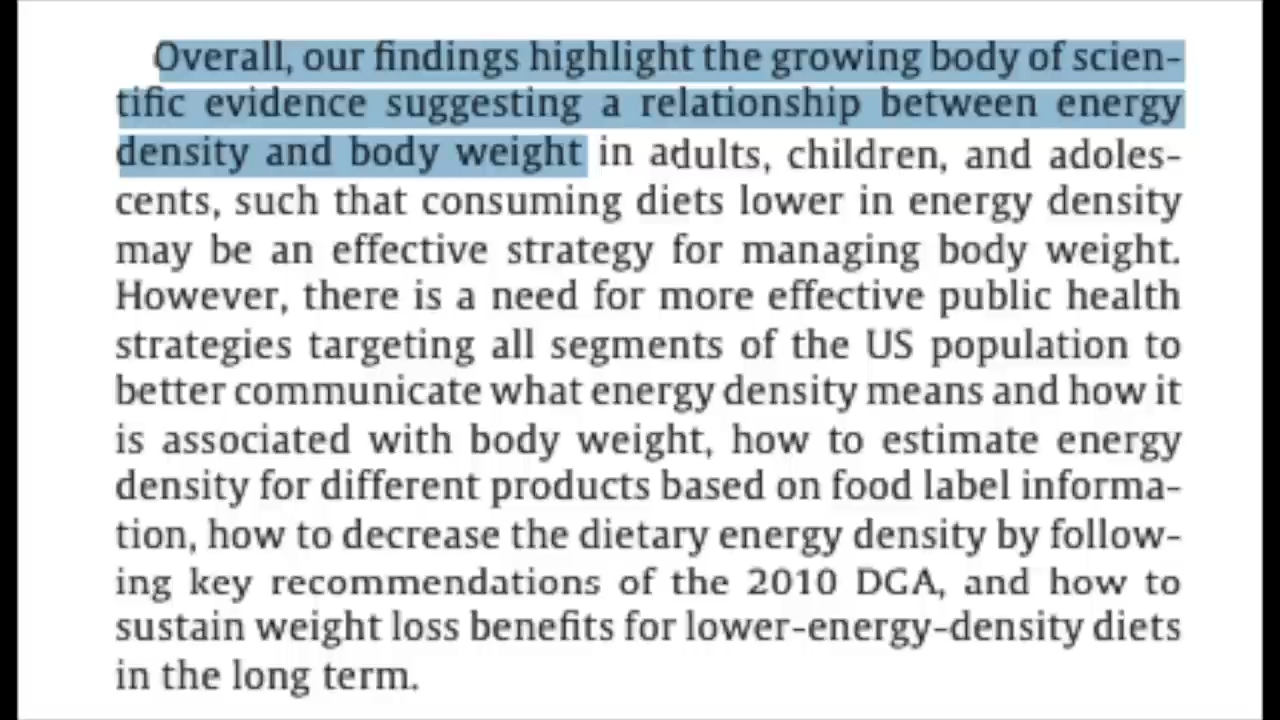 Overall, our findings highlight the growing body of scien-
tific evidence suggesting a relationship between energy
density and body weight in adults, children, and adoles-
cents, such that consuming diets lower in energy density
may be an effective strategy for managing body weight.
However, there is a need for more effective public health
strategies targeting all segments of the US population to
better communicate what energy density means and how it
is associated with body weight, how to estimate energy
density for different products based on food label informa-
tion, how to decrease the dietary energy density by follow-
ing key recommendations of the 2010 DGA, and how to
sustain weight loss benefits for lower-energy-density diets
in the long term.